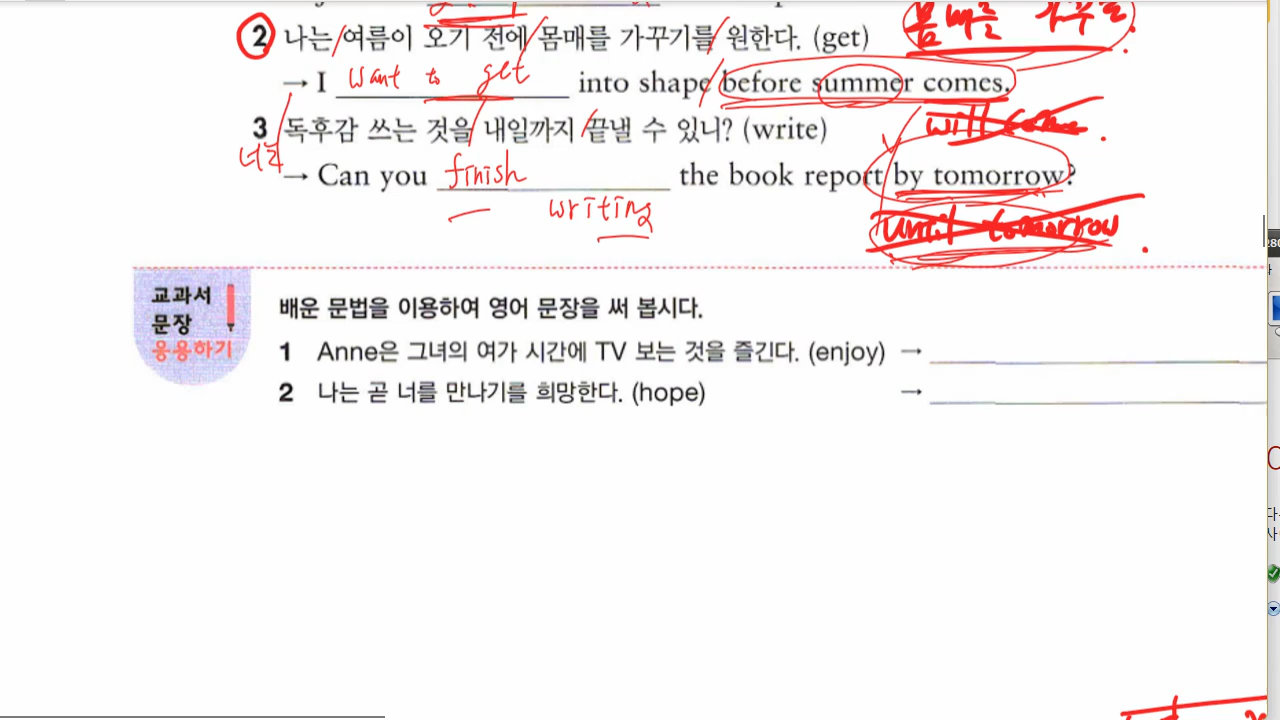 몸매를 가꾸는
2 나는 여름이 오기 전에 몸매를 가꾸기를 원한다. (get)
→ I want to get into shape before summer comes.
will come
3 독후감 쓰는 것을 내일까지 끝낼 수 있니? (write)
너는
→ Can you finish the book report by tomorrow?
writing
until tomorrow
교과서
문장
응용하기
배운 문법을 이용하여 영어 문장을 써 봅시다.
1 Anne은 그녀의 여가 시간에 TV 보는 것을 즐긴다. (enjoy) →
2 나는 곧 너를 만나기를 희망한다. (hope) →